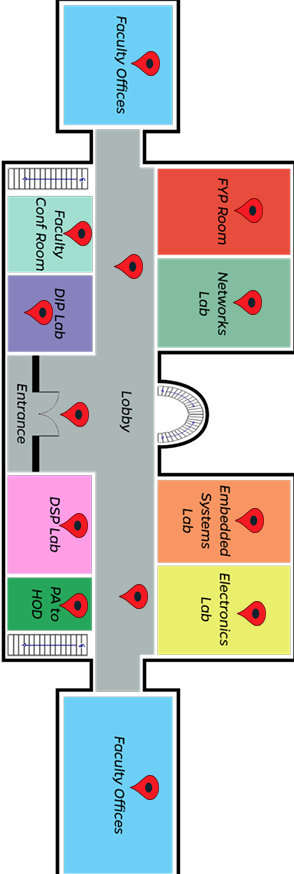 Faculty Offices
FYP Room
Faculty
Conf Room
Networks
Lab
DIP Lab
Lobby
Entrance
Embedded
Systems
Lab
DSP Lab
Electronics
Lab
PA to
HOD
Faculty Offices